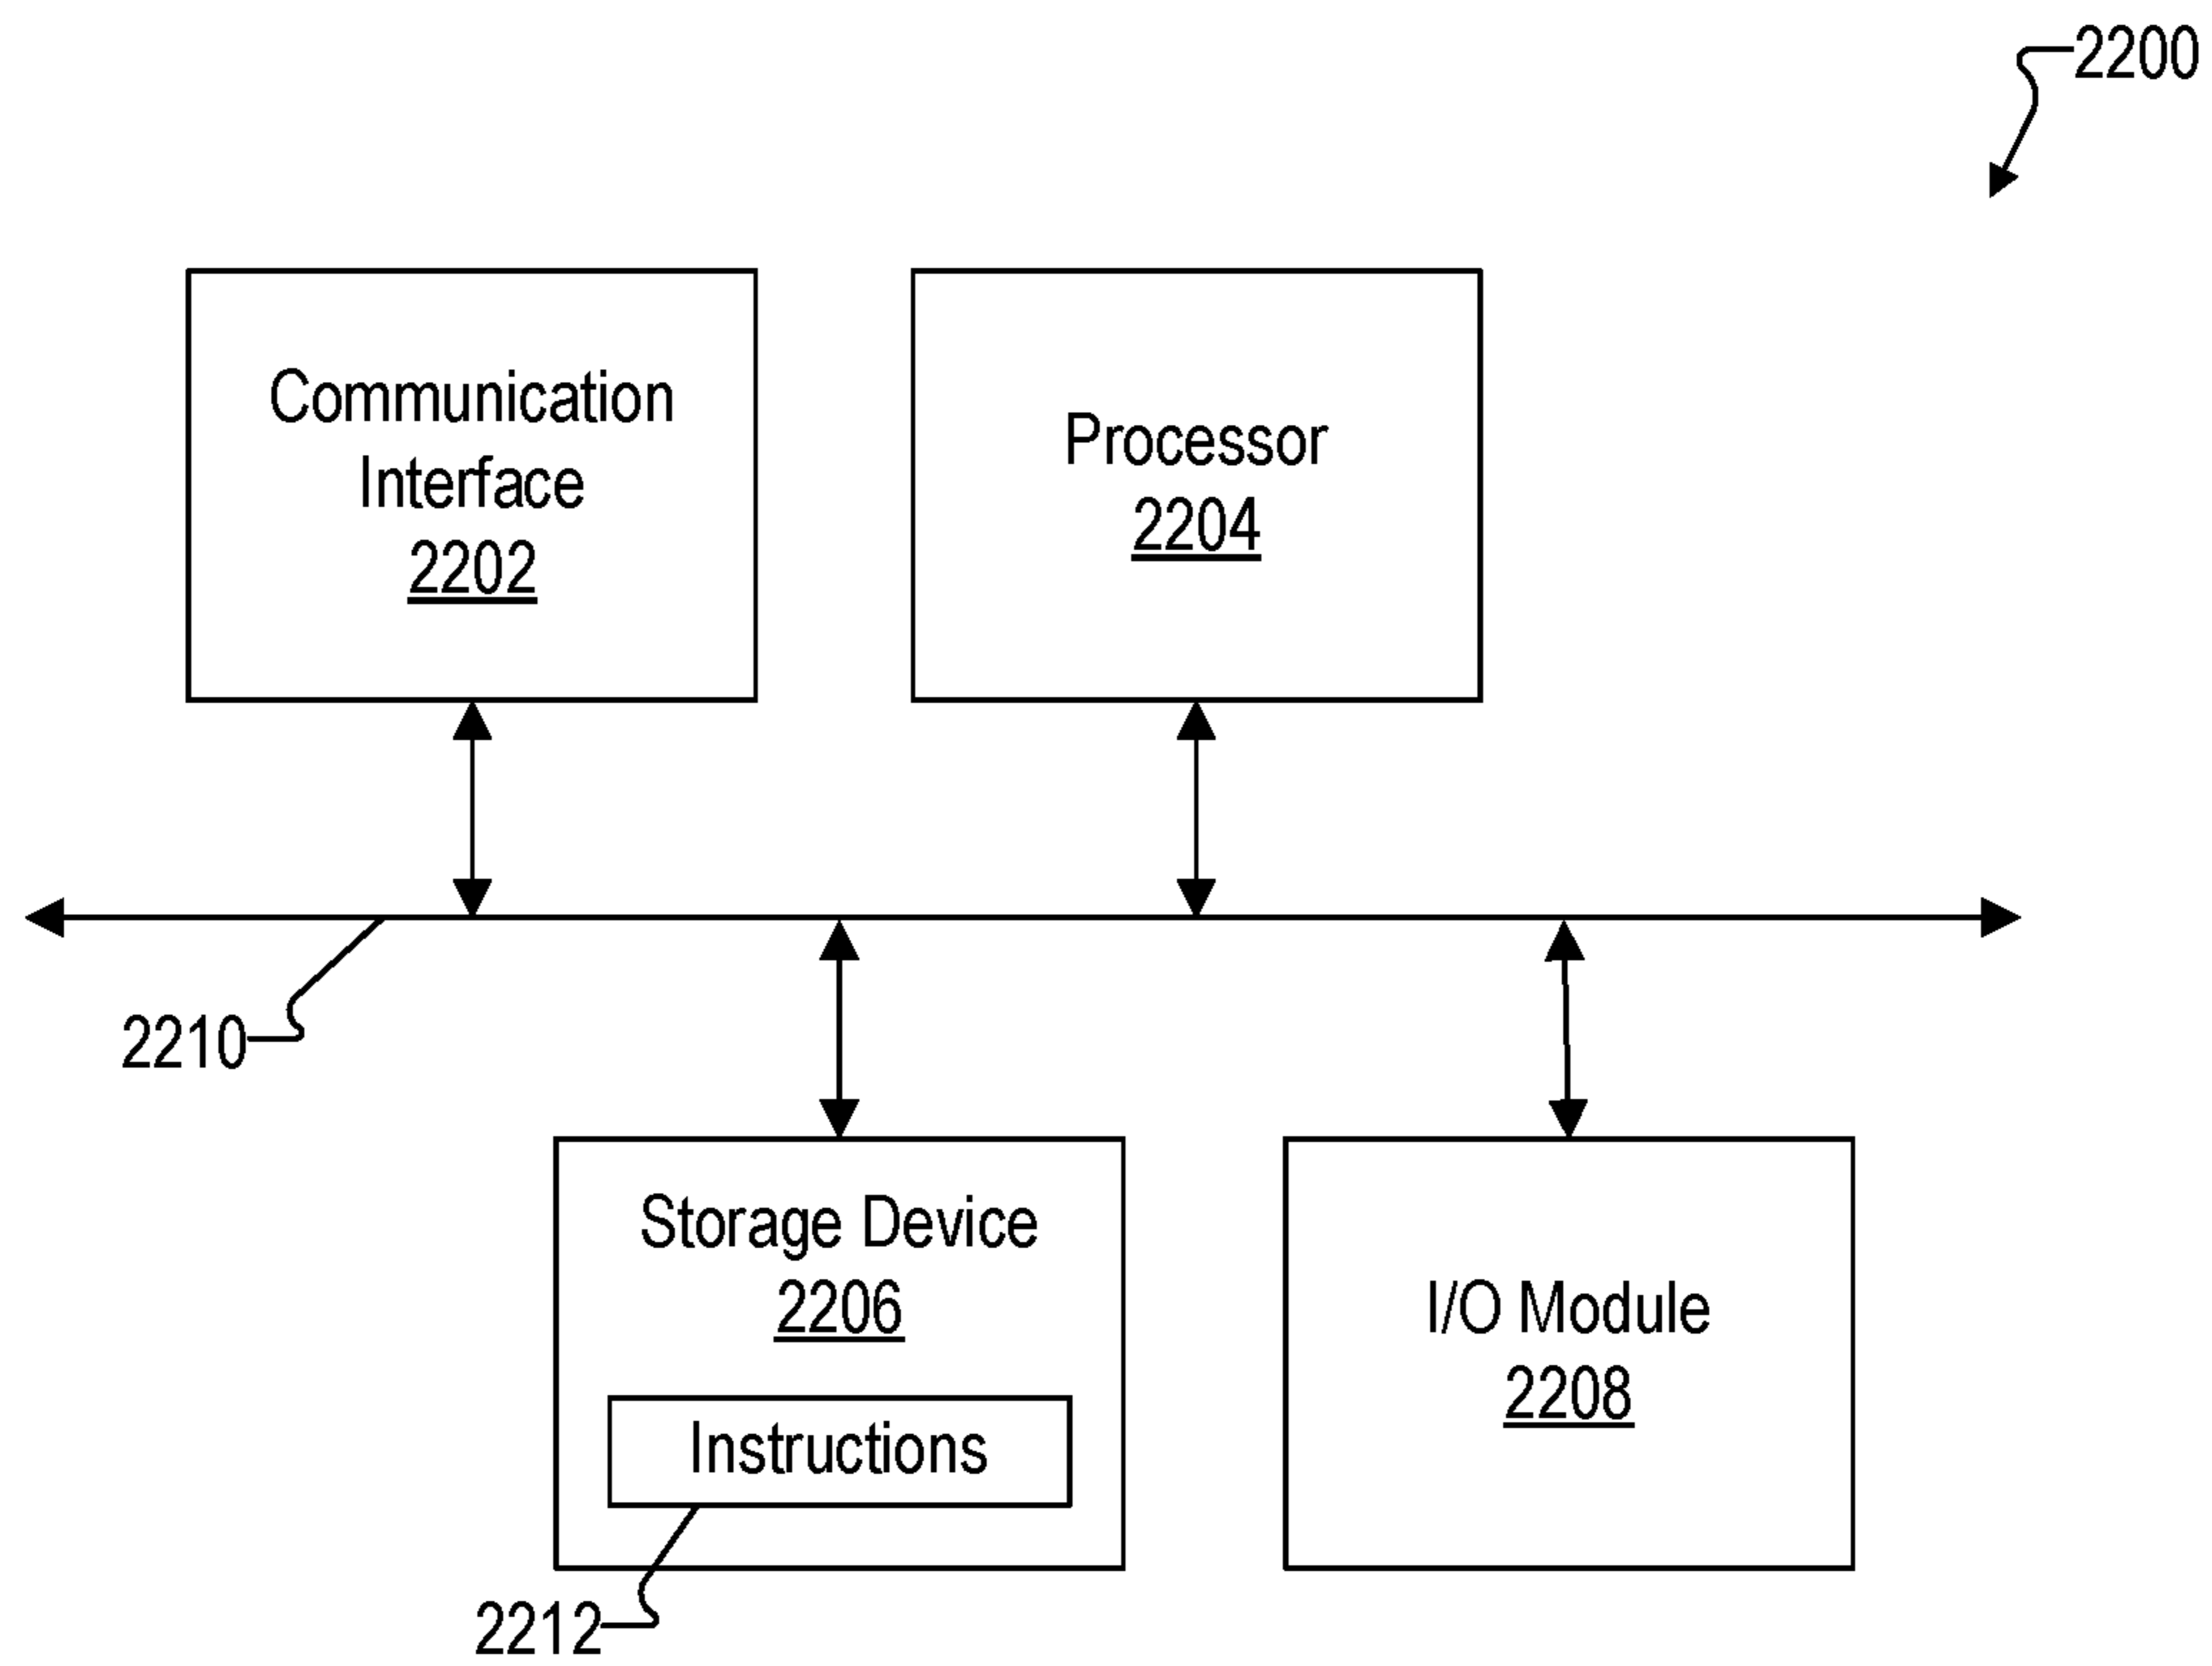 2200
Communication
Interface
2202
Processor
2204
2210
Storage Device
2206
Instructions
2212
I/O Module
2208